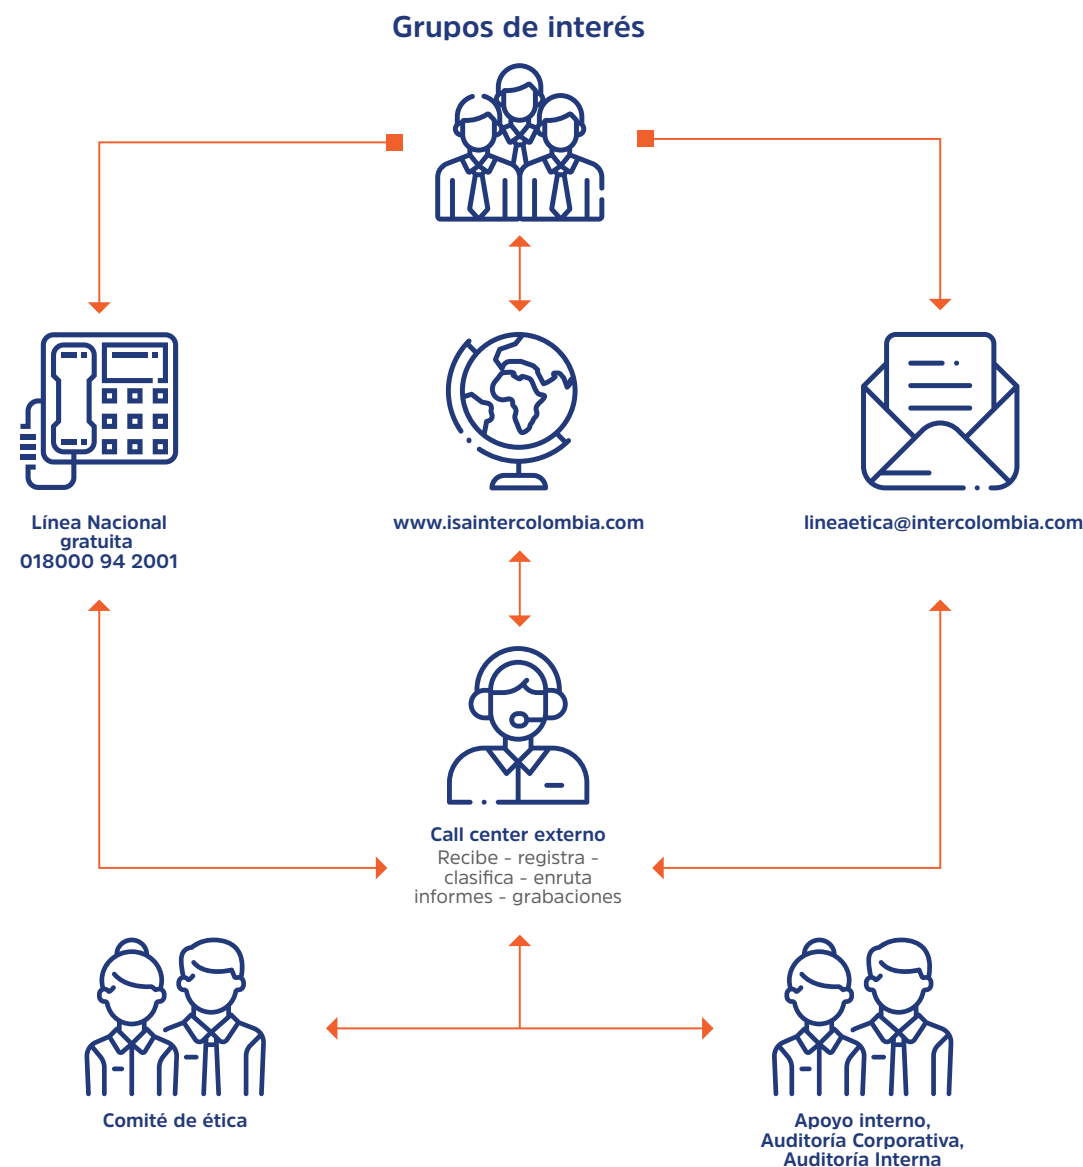 Grupos de interés
Línea Nacional
gratuita
018000 94 2001
www.isaintercolombia.com
lineaetica@intercolombia.com
Call center externo
Recibe - registra -
clasifica - enruta
informes - grabaciones
Comité de ética
Apoyo interno,
Auditoría Corporativa,
Auditoría Interna